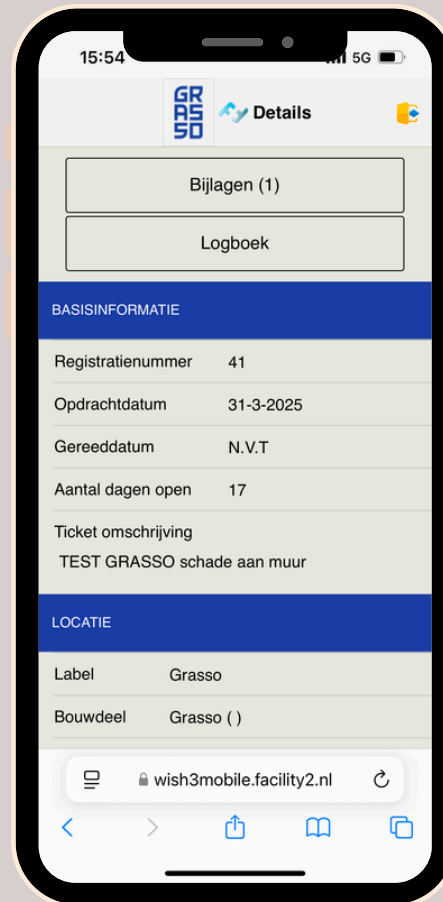 15:54
5G
GR
AS
SO
Details
Bijlagen (1)
Logboek
BASISINFORMATIE
Registratienummer 41
Opdrachtdatum 31-3-2025
Gereeddatum N.V.T
Aantal dagen open 17
Ticket omschrijving
TEST GRASSO schade aan muur
LOCATIE
Label Grasso
Bouwdeel Grasso ( )
wish3mobile.facility2.nl